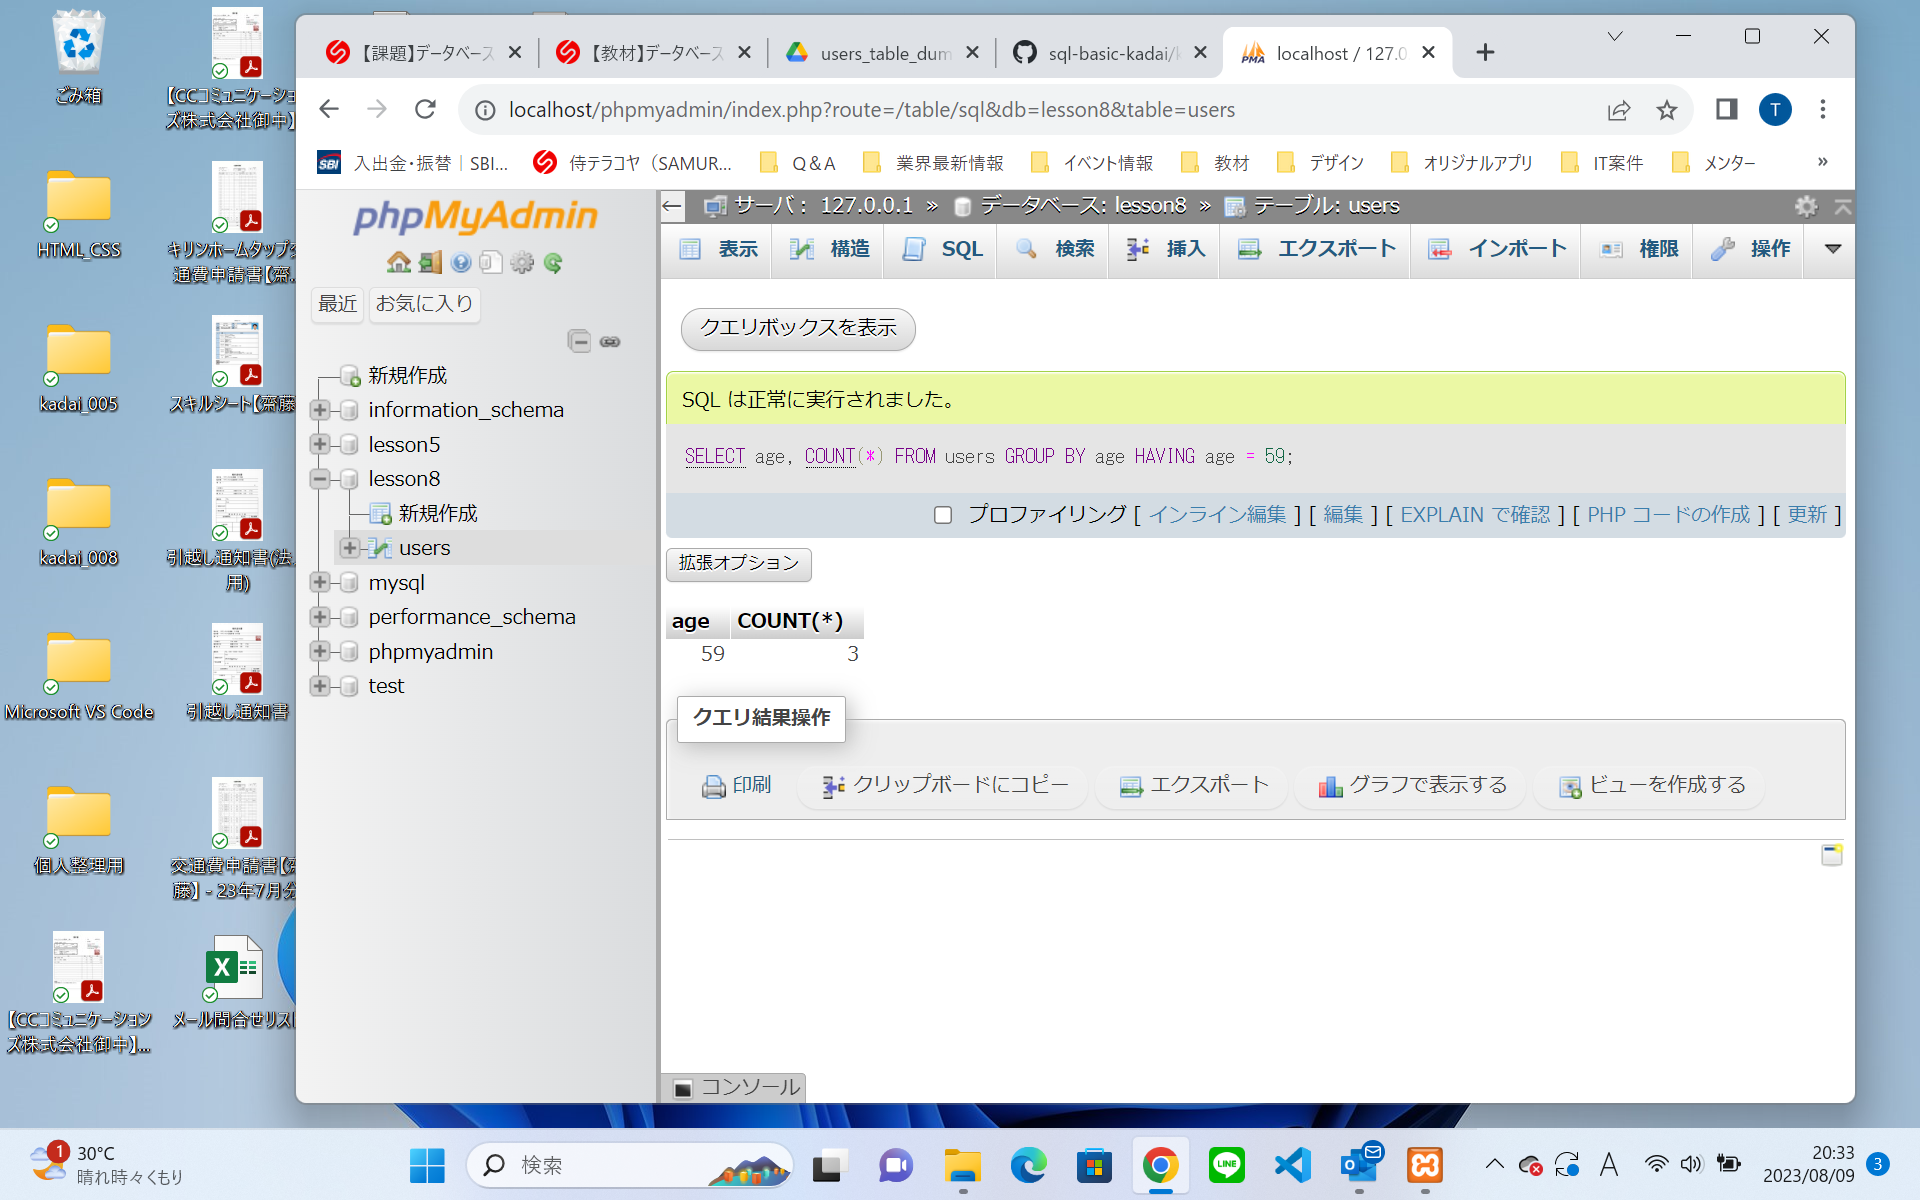 ごみ箱
【CCコミュニケーショ
ズ株式会社御中】
HTML_CSS
キリンホームタップ
通費申請書【齋..
kadai_005
スキルシート【齋藤
kadai_008
引越し通知書(法..
用)
Microsoft VS Code
引越し通知書
個人整理用
交通費申請書【齋
藤】 - 23年7月分
【CCコミュニケーション
ズ株式会社御中】...
メール問合せリスト
【課題】データベース
【教材】データベース
users_table_dum
sql-basic-kadai/k
localhost / 127.0
localhost/phpmyadmin/index.php?route=/table/sql&db=lesson8&table=users
T
SBI
入出金･振替｜SBI...
侍テラコヤ（SAMUR...
Q＆A
業界最新情報
イベント情報
教材
デザイン
オリジナルアプリ
IT案件
メンター
»
phpMyAdmin
最近
お気に入り
新規作成
information_schema
lesson5
lesson8
新規作成
users
mysql
performance_schema
phpmyadmin
test
サーバ: 127.0.0.1 » データベース: lesson8 » テーブル: users
表示
構造
SQL
検索
挿入
エクスポート
インポート
権限
操作
クエリボックスを表示
SQL は正常に実行されました。
SELECT age, COUNT(*) FROM users GROUP BY age HAVING age = 59;
プロファイリング [ インライン編集 ] [ 編集 ] [ EXPLAIN で確認 ] [ PHP コードの作成 ] [ 更新 ]
拡張オプション
age COUNT(*)
59 3
クエリ結果操作
印刷
クリップボードにコピー
エクスポート
グラフで表示する
ビューを作成する
コンソール
1
30°C
晴れ時々くもり
検索
LINE
A
20:33
2023/08/09
3